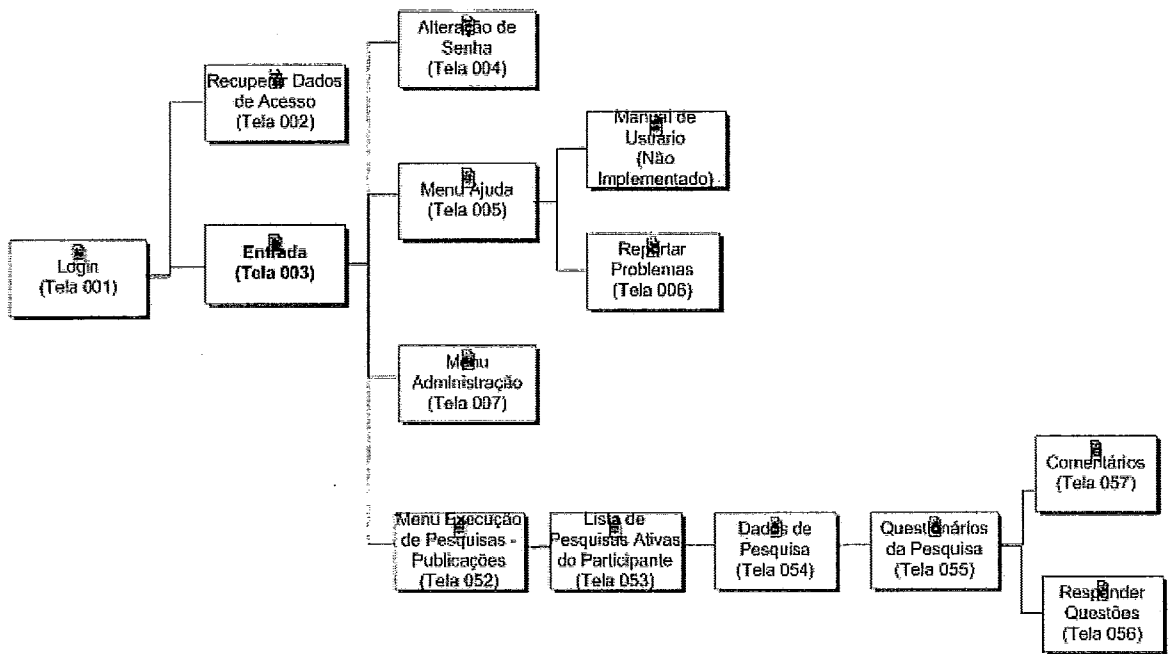 Alteração de
Senha
(Tela 004)
Recuperar Dados
de Acesso
(Tela 002)
Manual de
Usuário
(Não
Implementado)
Menu Ajuda
(Tela 005)
Entrada
(Tela 003)
Login
(Tela 001)
Reportar
Problemas
(Tela 006)
Menu
Administração
(Tela 007)
Comentários
(Tela 057)
Menu Execução
de Pesquisas -
Publicações
(Tela 052)
Lista de
Pesquisas Ativas
do Participante
(Tela 053)
Dados de
Pesquisa
(Tela 054)
Questionários
da Pesquisa
(Tela 055)
Responder
Questões
(Tela 056)